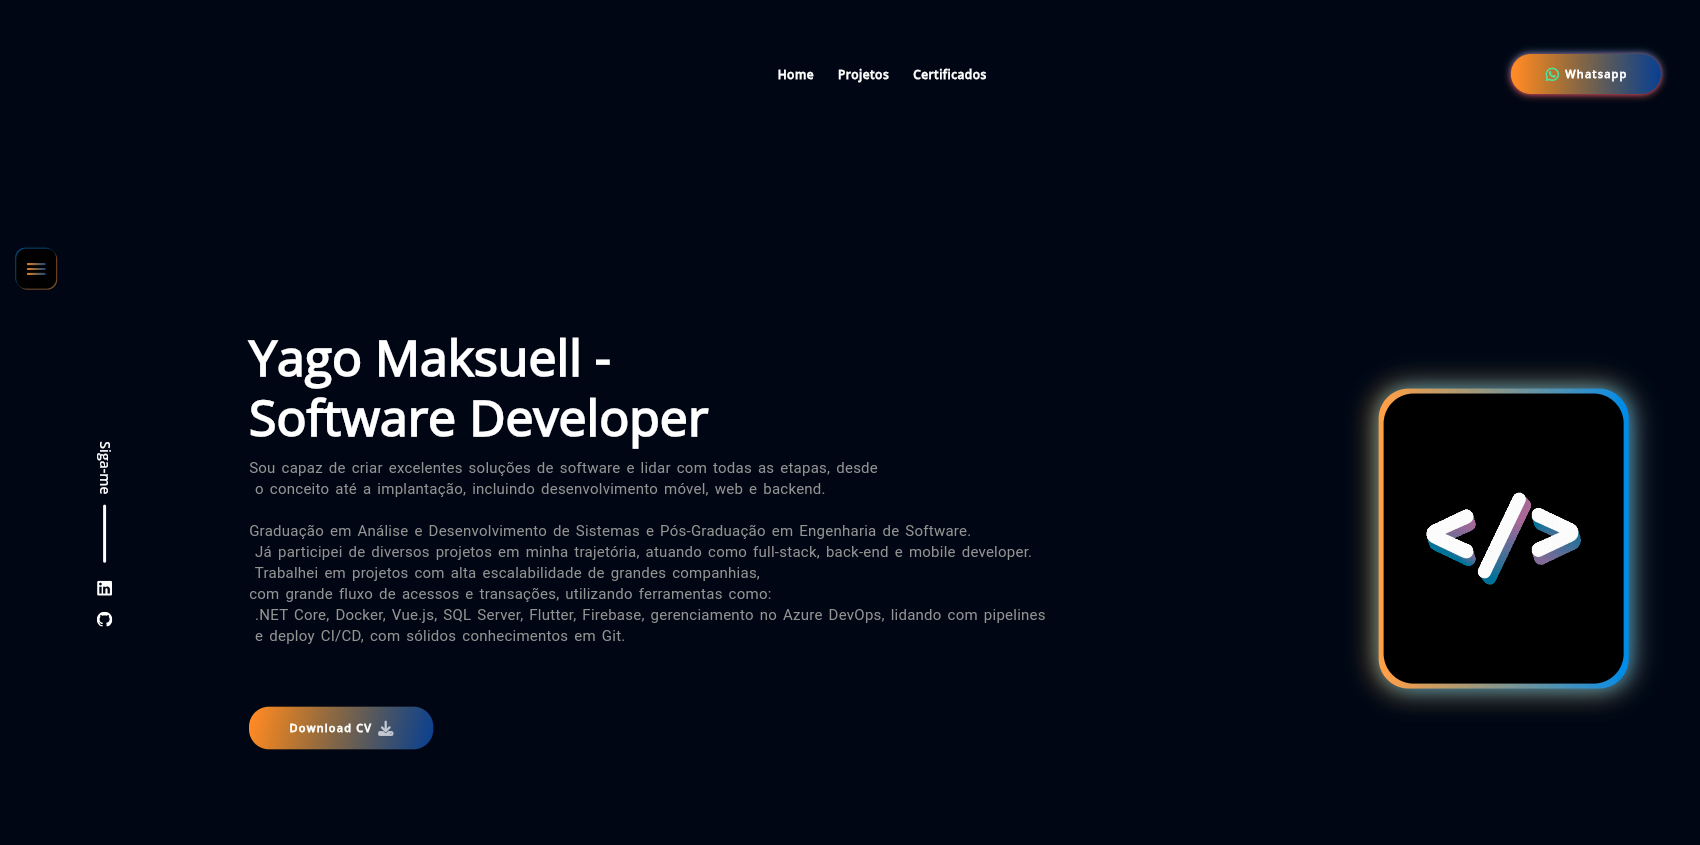 Home
Projetos
Certificados
Whatsapp
Yago Maksuell -
Software Developer
Sou capaz de criar excelentes soluções de software e lidar com todas as etapas, desde
o conceito até a implantação, incluindo desenvolvimento móvel, web e backend.
Graduação em Análise e Desenvolvimento de Sistemas e Pós-Graduação em Engenharia de Software.
Já participei de diversos projetos em minha trajetória, atuando como full-stack, back-end e mobile developer.
Trabalhei em projetos com alta escalabilidade de grandes companhias,
com grande fluxo de acessos e transações, utilizando ferramentas como:
.NET Core, Docker, Vue.js, SQL Server, Flutter, Firebase, gerenciamento no Azure DevOps, lidando com pipelines
e deploy CI/CD, com sólidos conhecimentos em Git.
Siga-me
Download CV
</>